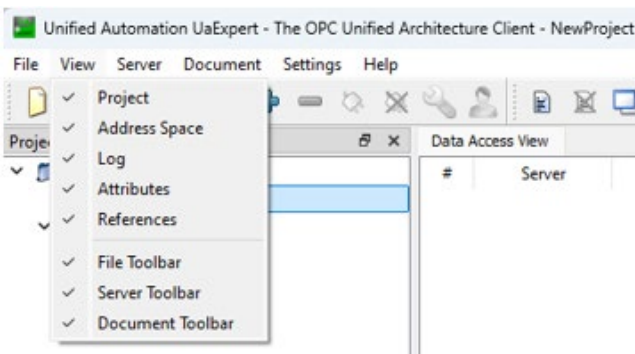 Unified Automation UaExpert - The OPC Unified Architecture Client - NewProject
File View Server Document Settings Help
Project
Address Space
Log
Attributes
References
File Toolbar
Server Toolbar
Document Toolbar
Data Access View
# Server